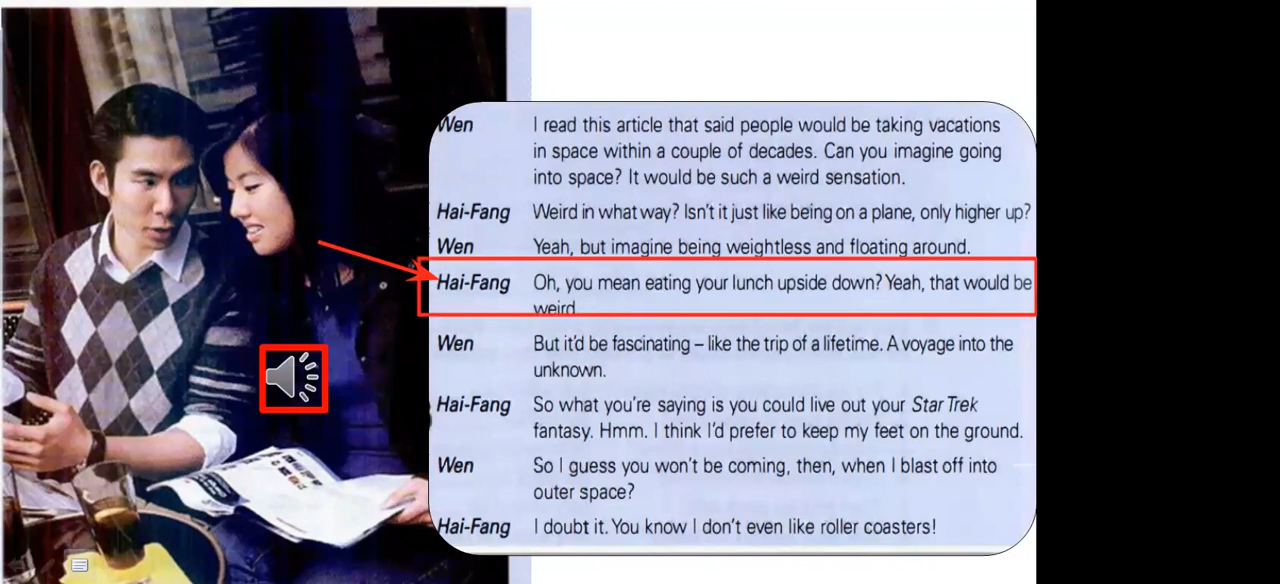 Wen I read this article that said people would be taking vacations
in space within a couple of decades. Can you imagine going
into space? It would be such a weird sensation.
Hai-Fang Weird in what way? Isn't it just like being on a plane, only higher up?
Wen Yeah, but imagine being weightless and floating around.
Hai-Fang Oh, you mean eating your lunch upside down? Yeah, that would be
weird.
Wen But it'd be fascinating – like the trip of a lifetime. A voyage into the
unknown.
Hai-Fang So what you're saying is you could live out your Star Trek
fantasy. Hmm. I think I'd prefer to keep my feet on the ground.
Wen So I guess you won't be coming, then, when I blast off into
outer space?
Hai-Fang I doubt it. You know I don't even like roller coasters!